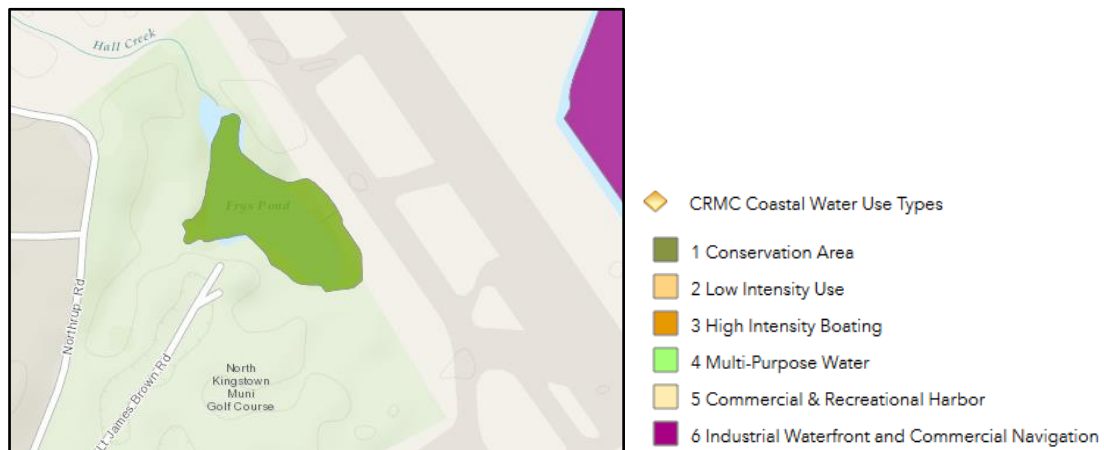 Hall Creek
Frys Pond
Northrup Rd
Lt James Brown Rd
North
Kingstown
Muni
Golf Course
CRMC Coastal Water Use Types
1 Conservation Area
2 Low Intensity Use
3 High Intensity Boating
4 Multi-Purpose Water
5 Commercial & Recreational Harbor
6 Industrial Waterfront and Commercial Navigation